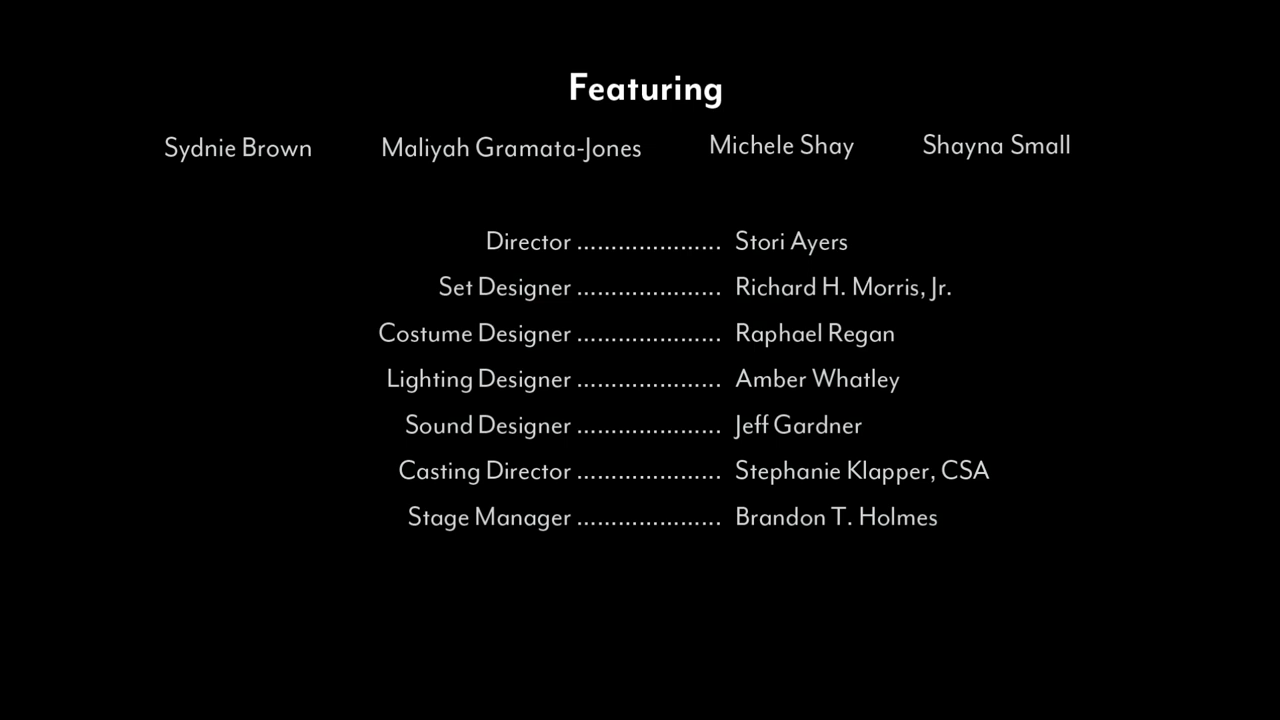 Featuring
Sydnie Brown Maliyah Gramata-Jones Michele Shay Shayna Small
Director ..................... Stori Ayers
Set Designer ..................... Richard H. Morris, Jr.
Costume Designer ..................... Raphael Regan
Lighting Designer ..................... Amber Whatley
Sound Designer ..................... Jeff Gardner
Casting Director ..................... Stephanie Klapper, CSA
Stage Manager ..................... Brandon T. Holmes